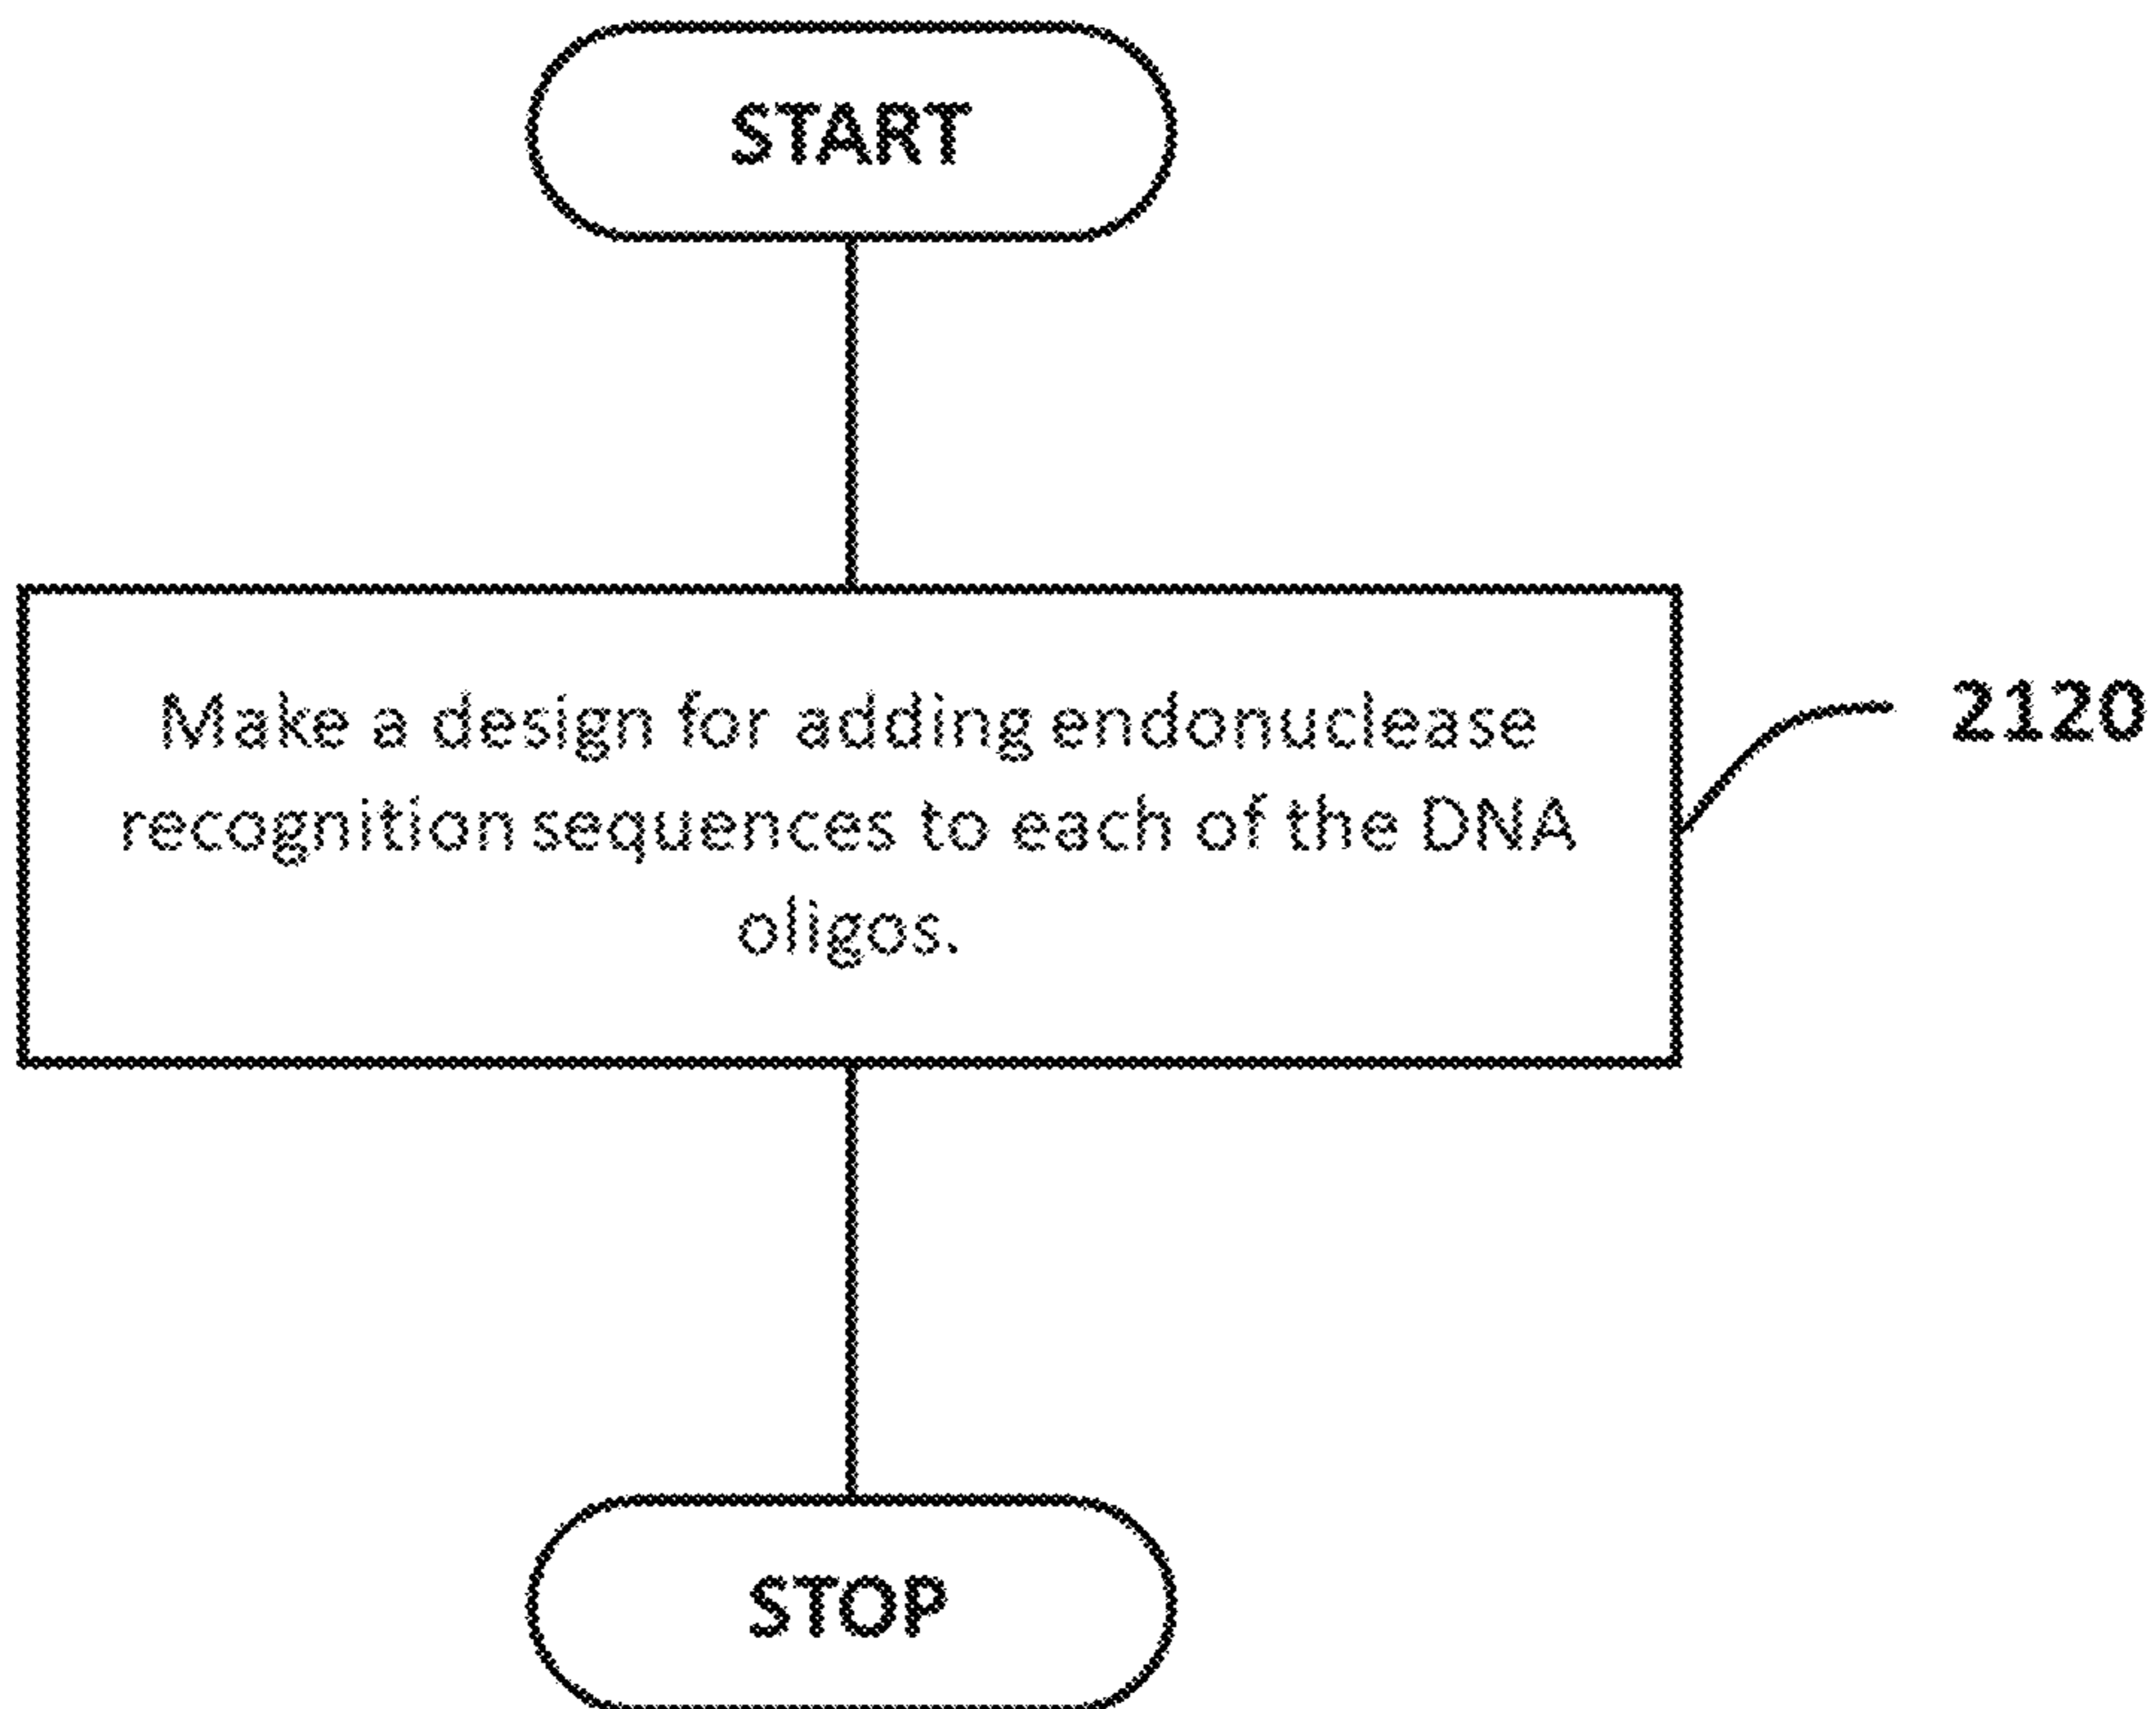 START
Make a design for adding endonuclease
recognition sequences to each of the DNA
oligos.
2120
STOP